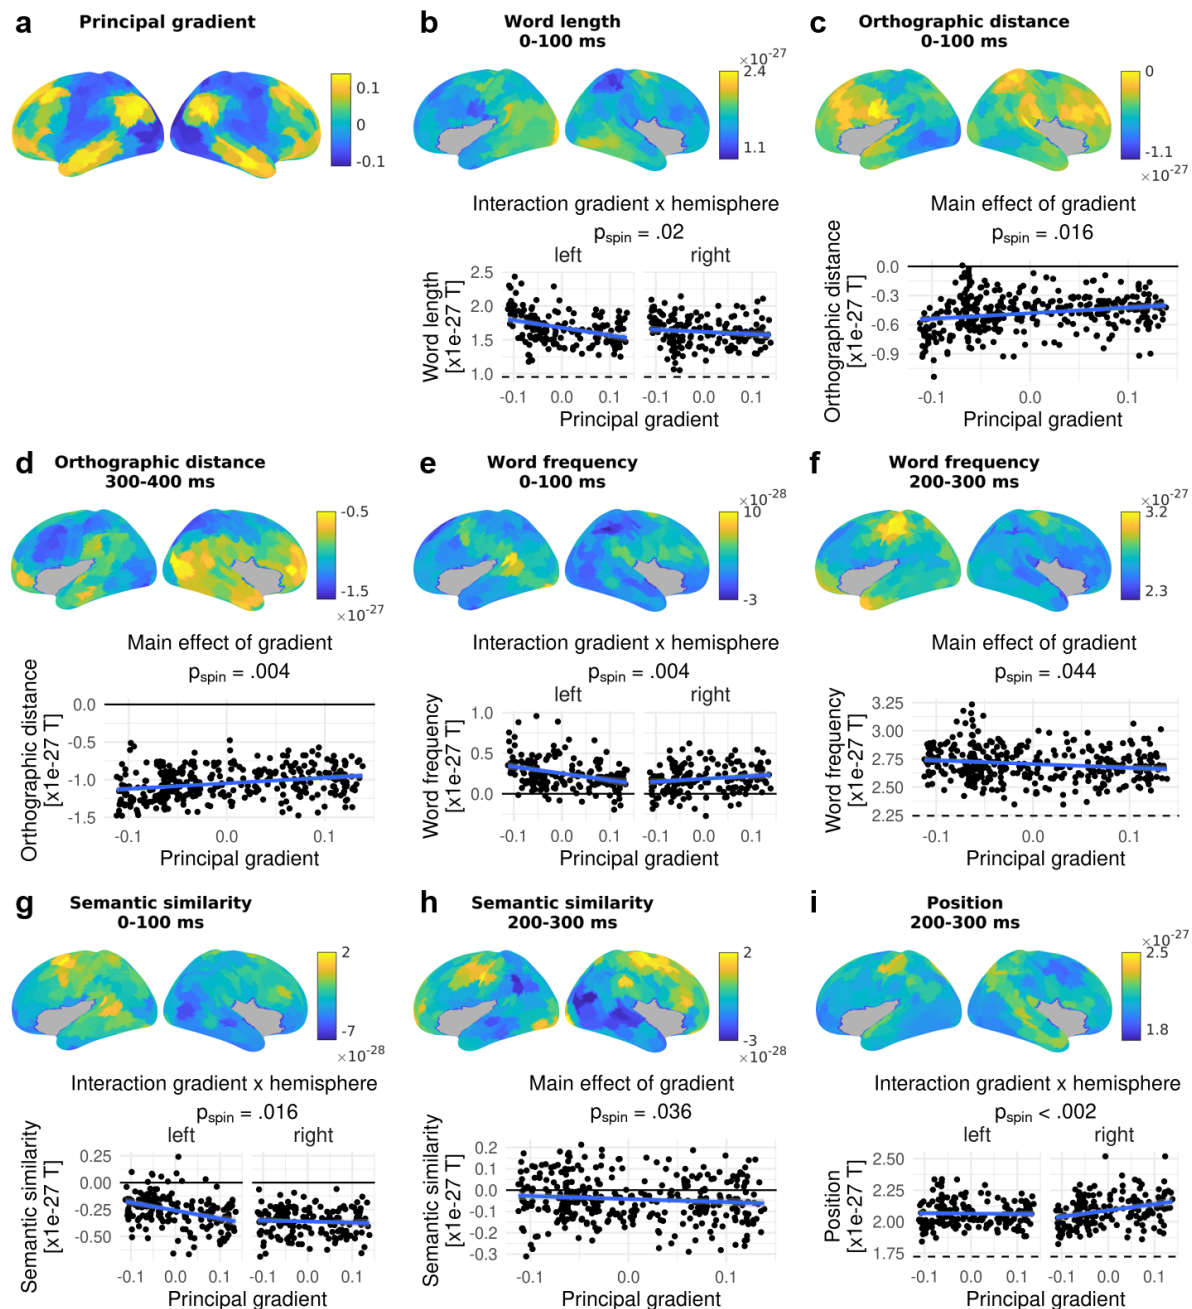 a Principal gradient
0.1
0
-0.1
b Word length
0-100 ms
×10-27
2.4
1.1
Interaction gradient x hemisphere
pspin = .02
left right
Word length
[x1e-27 T]
2.5
2.0
1.5
1.0
-0.1 0.0 0.1 -0.1 0.0 0.1
Principal gradient
c Orthographic distance
0-100 ms
0
-1.1
×10-27
Main effect of gradient
pspin = .016
Orthographic distance
[x1e-27 T]
0.0
-0.3
-0.6
-0.9
-0.1 0.0 0.1
Principal gradient
d Orthographic distance
300-400 ms
-0.5
-1.5
×10-27
Main effect of gradient
pspin = .004
Orthographic distance
[x1e-27 T]
0.0
-0.5
-1.0
-1.5
-0.1 0.0 0.1
Principal gradient
e Word frequency
0-100 ms
×10-28
10
-3
Interaction gradient x hemisphere
pspin = .004
left right
Word frequency
[x1e-27 T]
1.0
0.5
0.0
-0.1 0.0 0.1 -0.1 0.0 0.1
Principal gradient
f Word frequency
200-300 ms
×10-27
3.2
2.3
Main effect of gradient
pspin = .044
Word frequency
[x1e-27 T]
3.25
3.00
2.75
2.50
2.25
-0.1 0.0 0.1
Principal gradient
g Semantic similarity
0-100 ms
2
-7
×10-28
Interaction gradient x hemisphere
pspin = .016
left right
Semantic similarity
[x1e-27 T]
0.25
0.00
-0.25
-0.50
-0.1 0.0 0.1 -0.1 0.0 0.1
Principal gradient
h Semantic similarity
200-300 ms
2
-3
×10-28
Main effect of gradient
pspin = .036
Semantic similarity
[x1e-27 T]
0.2
0.1
0.0
-0.1
-0.2
-0.3
-0.1 0.0 0.1
Principal gradient
i Position
200-300 ms
×10-27
2.5
1.8
Interaction gradient x hemisphere
pspin < .002
left right
Position
[x1e-27 T]
2.50
2.25
2.00
1.75
-0.1 0.0 0.1 -0.1 0.0 0.1
Principal gradient